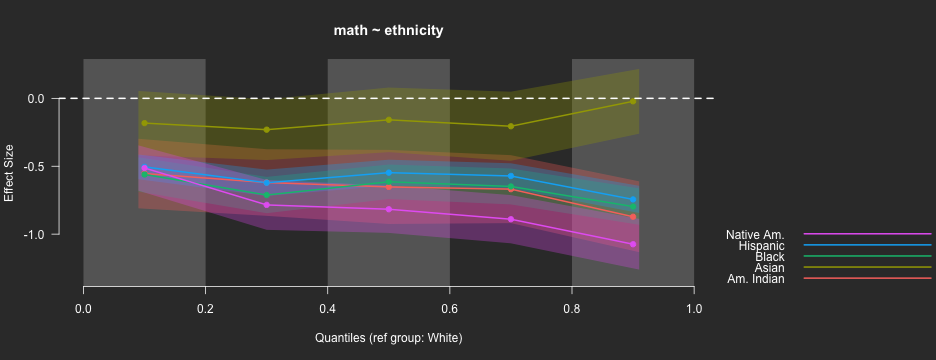 math ~ ethnicity
0.0
-0.5
-1.0
Effect Size
0.0
0.2
0.4
0.6
0.8
1.0
Quantiles (ref group: White)
Native Am.
Hispanic
Black
Asian
Am. Indian